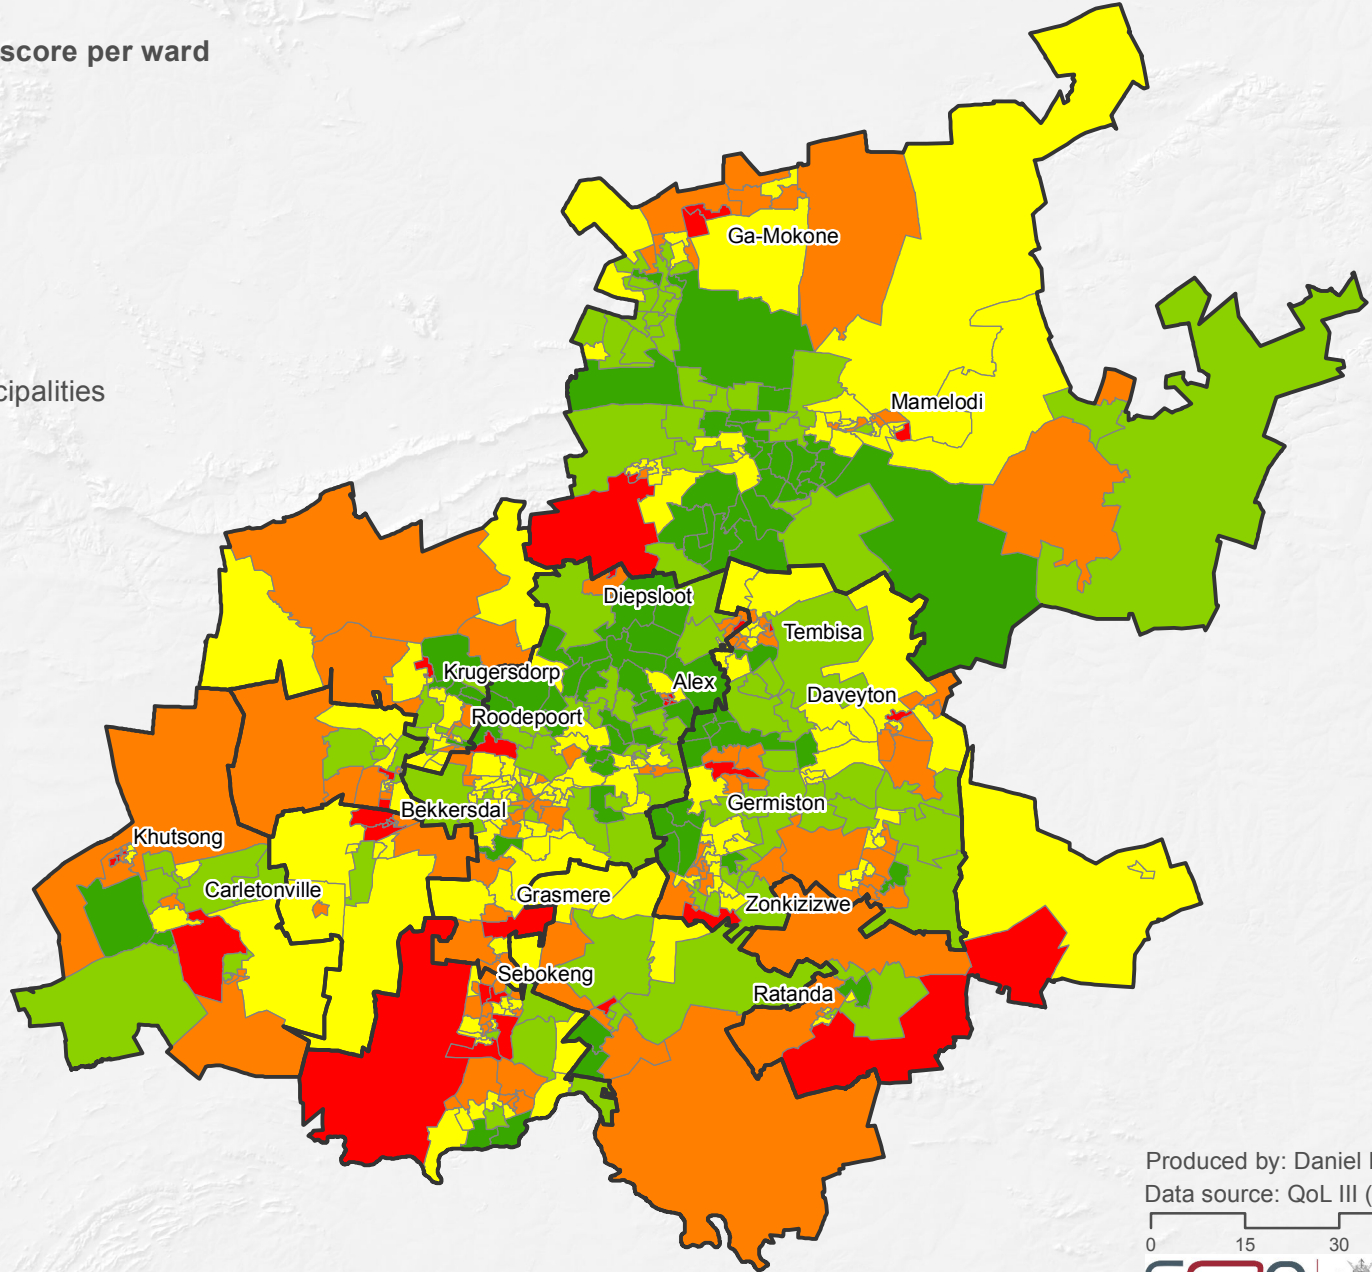 score per ward
cipalities
Ga-Mokone
Mamelodi
Diepsloot
Tembisa
Krugersdorp
Alex
Daveyton
Roodepoort
Germiston
Bekkersdal
Khutsong
Carletonville
Grasmere
Zonkizizwe
Sebokeng
Ratanda
Produced by: Daniel
Data source: QoL III (
0 15 30